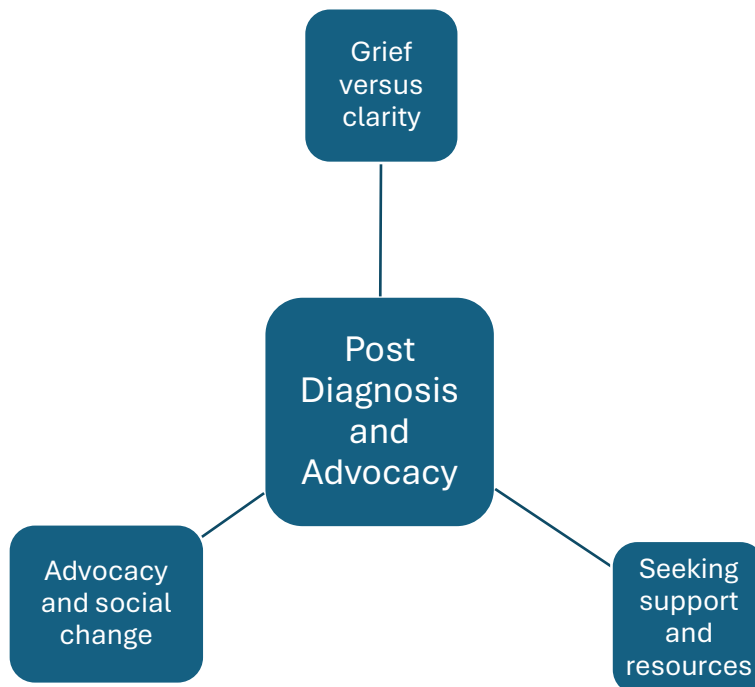 Grief
versus
clarity
Post
Diagnosis
and
Advocacy
Advocacy
and social
change
Seeking
support
and
resources